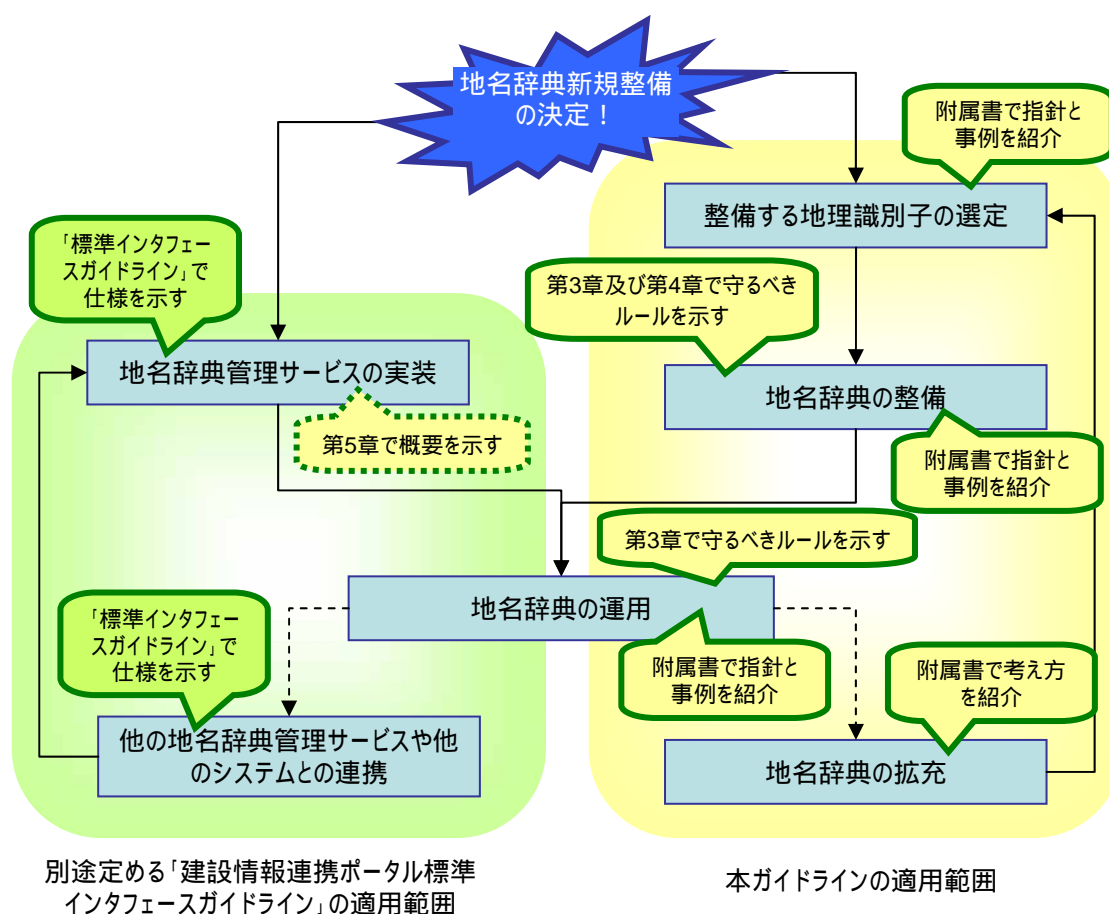 地名辞典新規整備
の決定！
附属書で指針と
事例を紹介
整備する地理識別子の選定
「標準インタフェー
スガイドライン」で
仕様を示す
第3章及び第4章で守るべき
ルールを示す
地名辞典管理サービスの実装
地名辞典の整備
第5章で概要を示す
附属書で指針と
事例を紹介
第3章で守るべきルールを示す
地名辞典の運用
「標準インタフェー
スガイドライン」で
仕様を示す
附属書で指針と
事例を紹介
附属書で考え方
を紹介
他の地名辞典管理サービスや他
のシステムとの連携
地名辞典の拡充
別途定める「建設情報連携ポータル標準
インタフェースガイドライン」の適用範囲
本ガイドラインの適用範囲